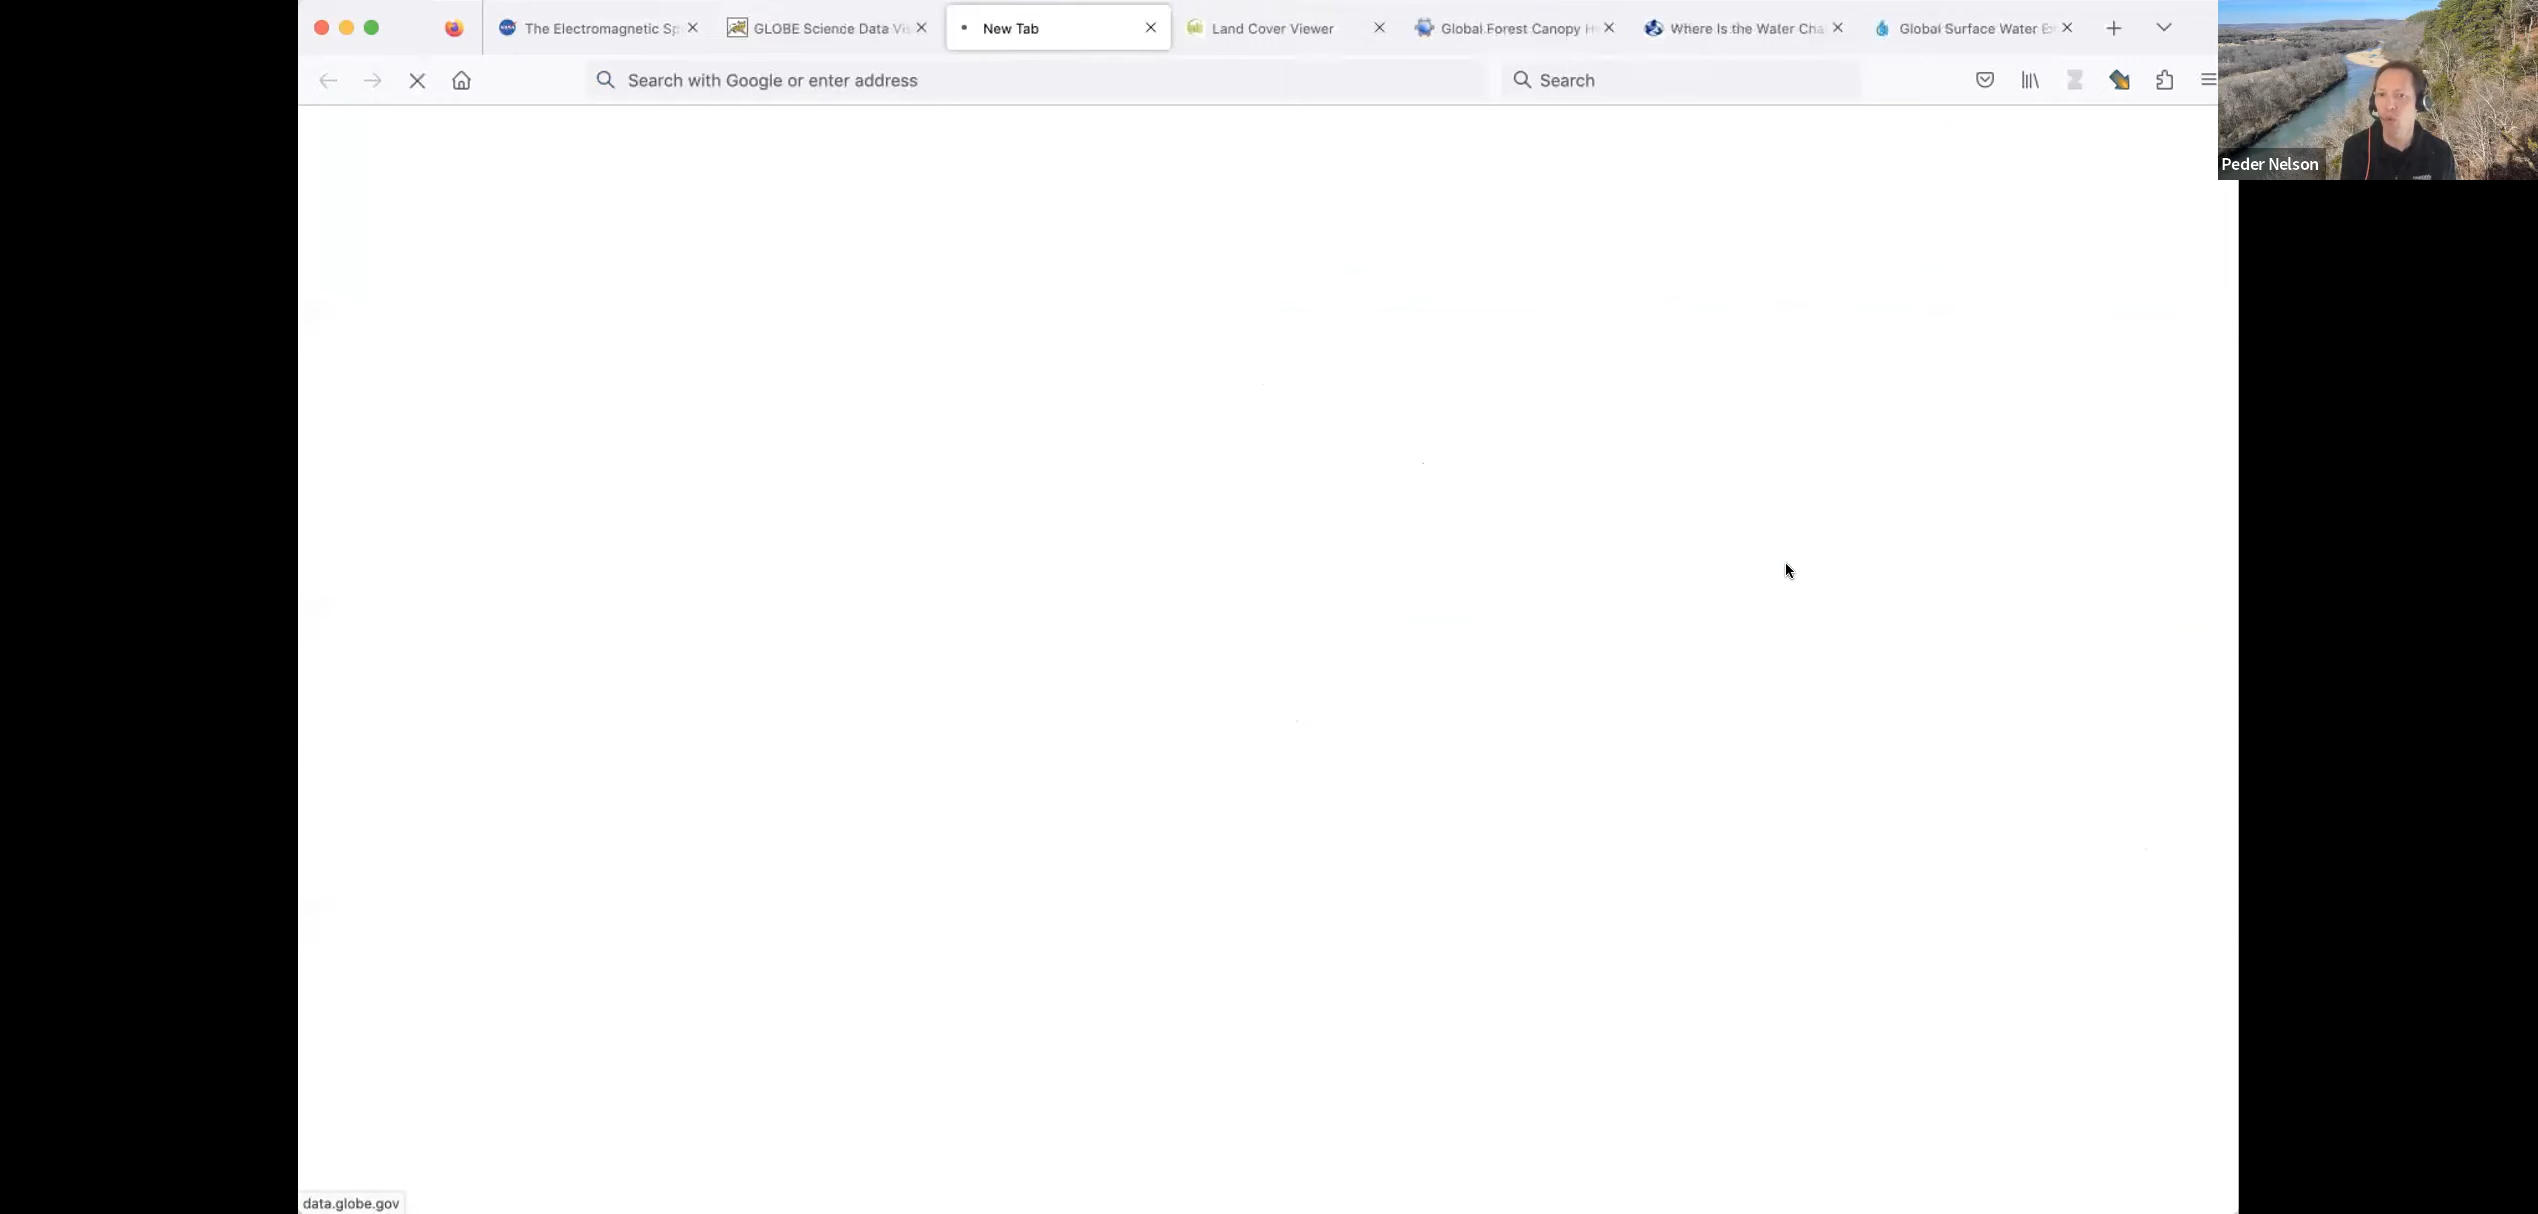 The Electromagnetic Sp
GLOBE Science Data Vis
New Tab
Land Cover Viewer
Global Forest Canopy H
Where Is the Water Cha
Global Surface Water E
Search with Google or enter address
Search
Peder Nelson
data.globe.gov